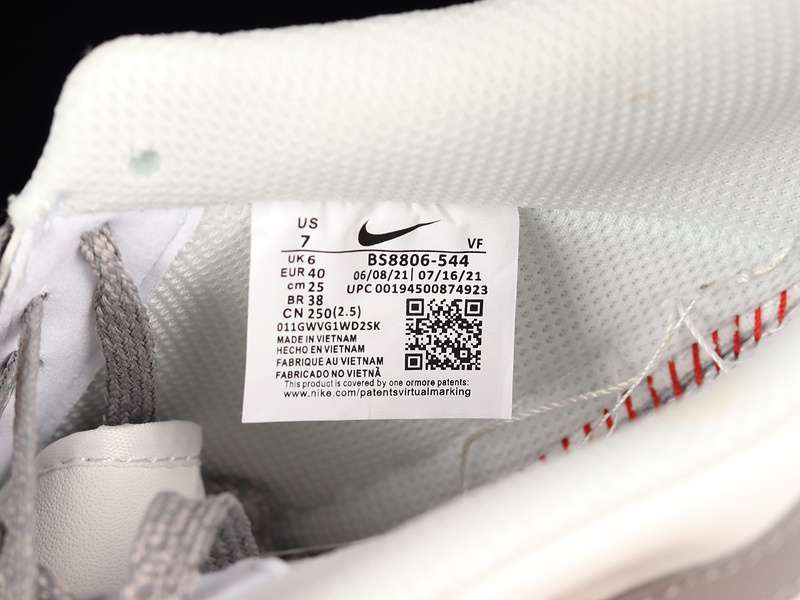 US
7
VF
UK 6
EUR 40
cm 25
BR 38
CN 250(2.5)
BS8806-544
06/08/21| 07/16/21
UPC 00194500874923
011GWVG1WD2SK
MADE IN VIETNAM
HECHO EN VIETNAM
FABRIQUE AU VIETNAM
FABRICADO NO VIETNÃ
This product is covered by one ormore patents:
www.nike.com/patentsvirtualmarking